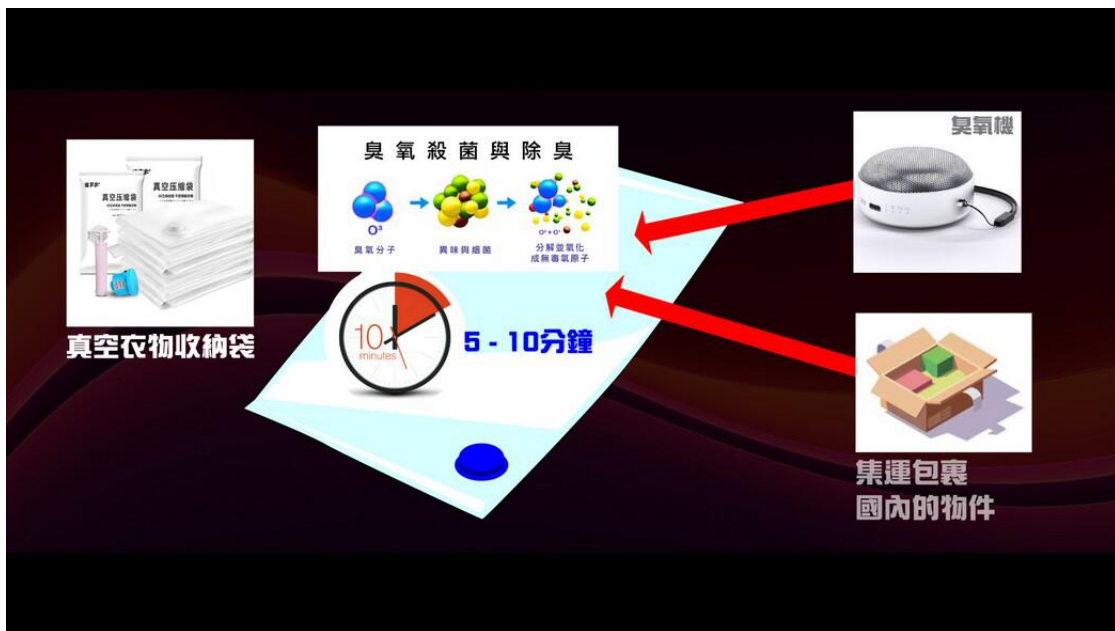 臭氧殺菌與除臭
O³
臭氧分子
異味與細菌
O²+O¹
分解並氧化
成無毒氧原子
真空压缩袋
真空压缩袋
真空衣物收納袋
10
minutes
5 - 10分鐘
臭氧機
集運包裹
國內的物件